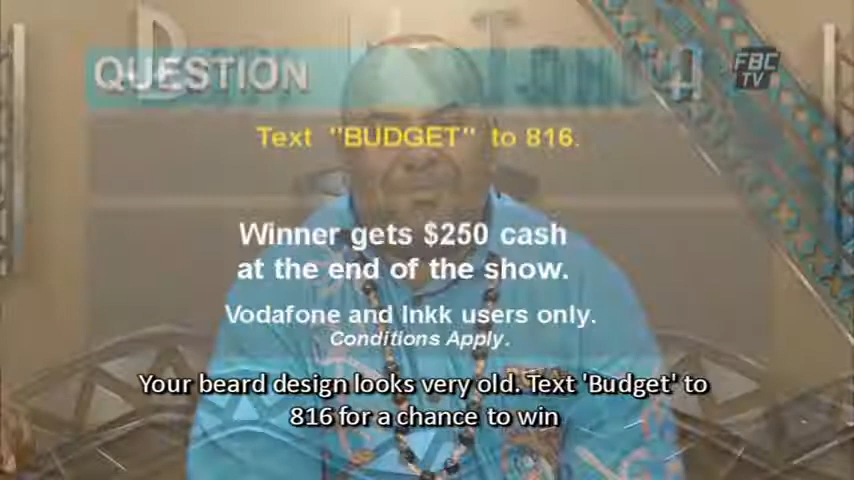 QUESTION
FBC
TV
Text "BUDGET" to 816.
Winner gets $250 cash
at the end of the show.
Vodafone and Inkk users only.
Conditions Apply.
Your beard design looks very old. Text 'Budget' to
816 for a chance to win